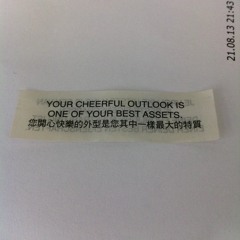 YOUR CHEERFUL OUTLOOK IS
ONE OF YOUR BEST ASSETS.
您開心快樂的外型是您其中一樣最大的特質
21.08.13 21:43